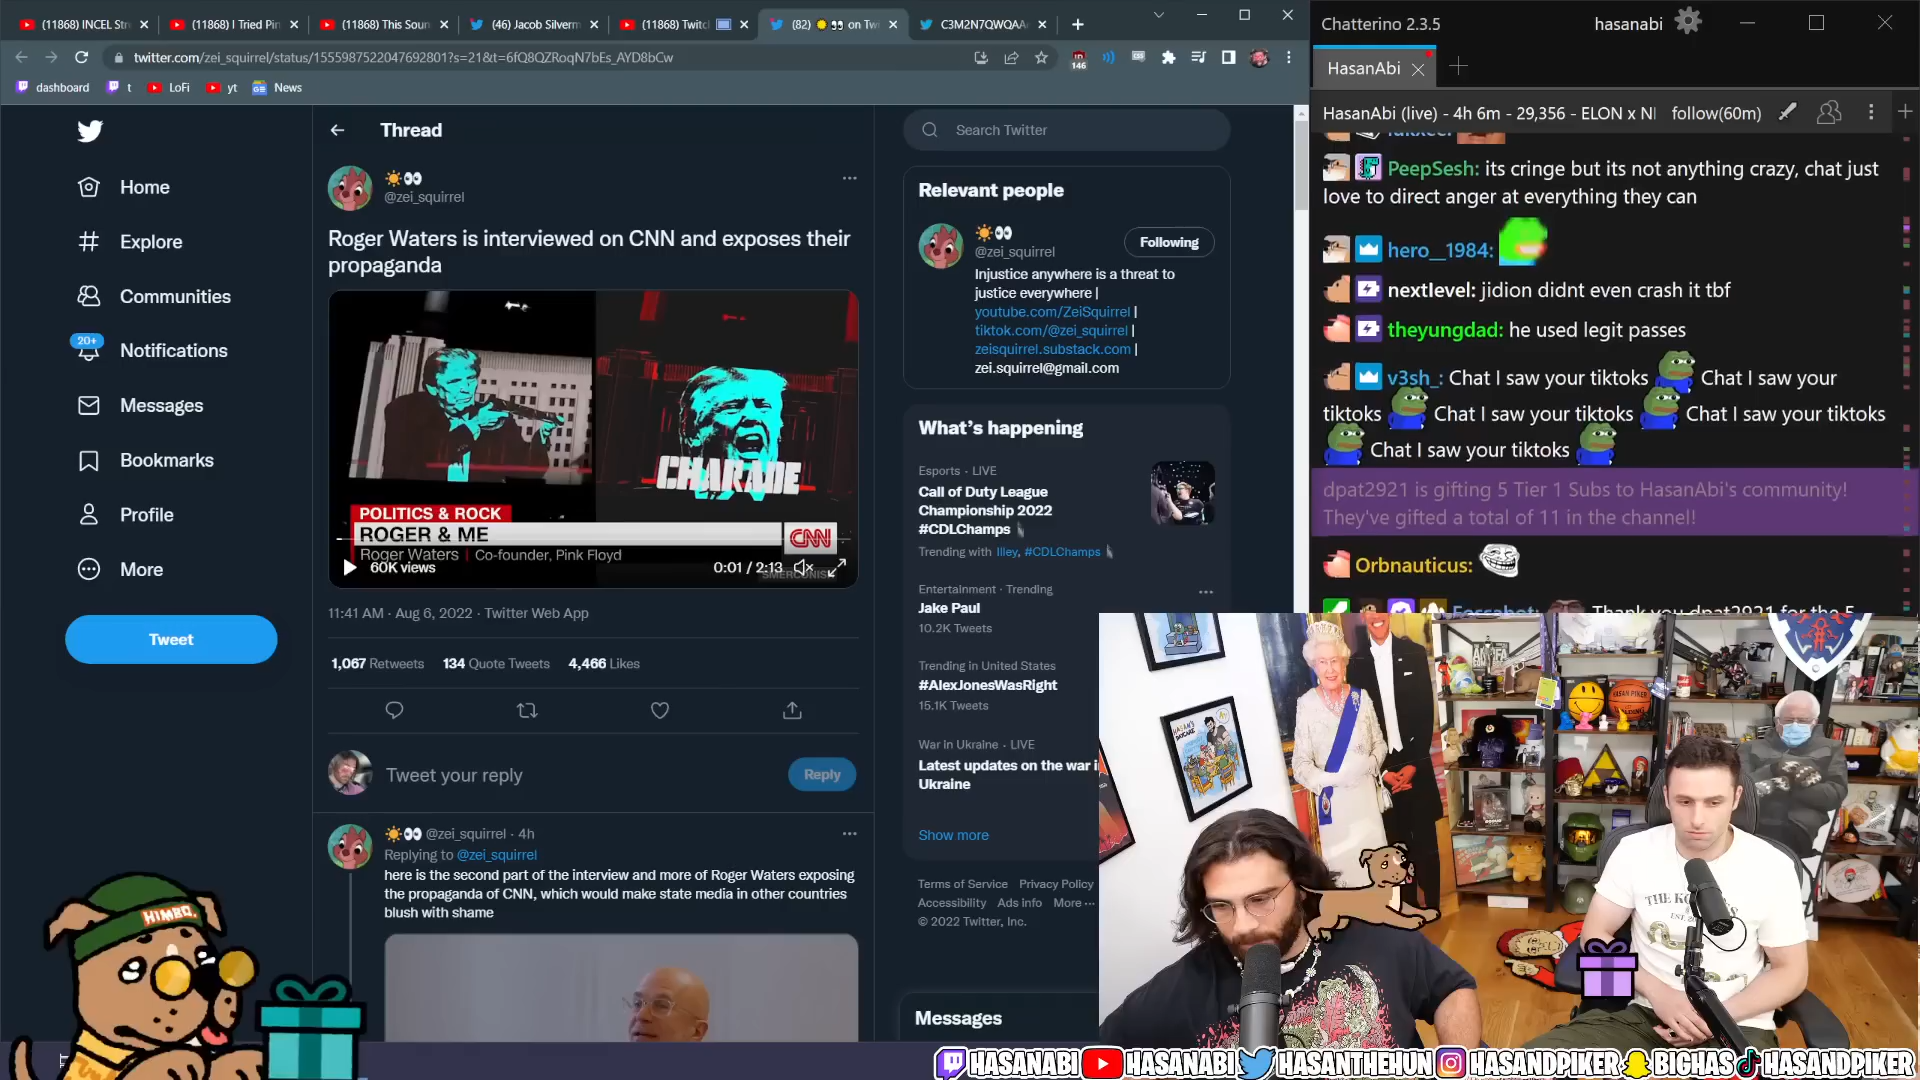 (11868) INCEL Str
(11868) I Tried Pin
(11868) This Soun
(46) Jacob Silverm
(11868) Twitch
(82) ☀️👀 on Twi
C3M2N7QWQAA
twitter.com/zei_squirrel/status/1555987522047692801?s=21&t=6fQ8QZRoqN7bEs_AYD8bCw
146
dashboard
t
LoFi
yt
News
Home
Explore
Communities
20+
Notifications
Messages
Bookmarks
Profile
More
Tweet
Thread
☀️👀
@zei_squirrel
Roger Waters is interviewed on CNN and exposes their
propaganda
CHARADE
POLITICS & ROCK
ROGER & ME
CNN
Roger Waters | Co-founder, Pink Floyd
60K views
0:01 / 2:13
SMERCONISH
11:41 AM · Aug 6, 2022 · Twitter Web App
1,067 Retweets 134 Quote Tweets 4,466 Likes
Tweet your reply
Reply
☀️👀 @zei_squirrel · 4h
Replying to @zei_squirrel
here is the second part of the interview and more of Roger Waters exposing
the propaganda of CNN, which would make state media in other countries
blush with shame
Search Twitter
Relevant people
☀️👀
@zei_squirrel
Following
Injustice anywhere is a threat to
justice everywhere |
youtube.com/ZeiSquirrel |
tiktok.com/@zei_squirrel |
zeisquirrel.substack.com |
zei.squirrel@gmail.com
What's happening
Esports · LIVE
Call of Duty League
Championship 2022
#CDLChamps
Trending with Illey, #CDLChamps
Entertainment · Trending
Jake Paul
10.2K Tweets
Trending in United States
#AlexJonesWasRight
15.1K Tweets
War in Ukraine · LIVE
Latest updates on the war i
Ukraine
Show more
Terms of Service Privacy Policy
Accessibility Ads info More ···
© 2022 Twitter, Inc.
Messages
Chatterino 2.3.5
hasanabi
HasanAbi
HasanAbi (live) - 4h 6m - 29,356 - ELON x NI
follow(60m)
PeepSesh: its cringe but its not anything crazy, chat just
love to direct anger at everything they can
hero__1984:
nextlevel: jidion didnt even crash it tbf
theyungdad: he used legit passes
v3sh_: Chat I saw your tiktoks Chat I saw your
tiktoks Chat I saw your tiktoks Chat I saw your tiktoks
Chat I saw your tiktoks
dpat2921 is gifting 5 Tier 1 Subs to HasanAbi's community!
They've gifted a total of 11 in the channel!
Orbnauticus:
Fossabot: Thank you dpat2921 for the 5
HIMBO
HASANABI
HASANABI
HASANTHEHUN
HASANDPIKER
BIGHAS
HASANDPIKER